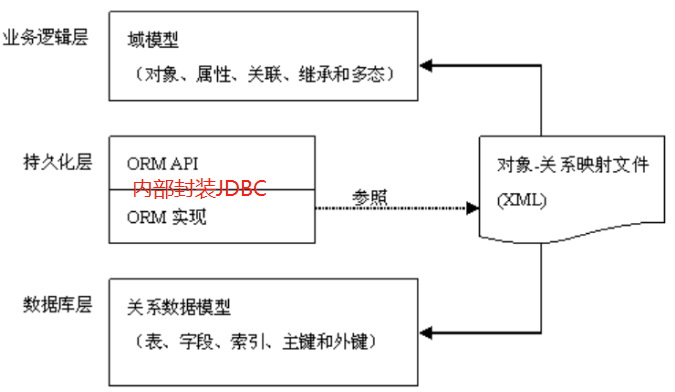 业务逻辑层
域模型
（对象、属性、关联、继承和多态）
持久化层
ORM API
内部封装JDBC
ORM 实现
参照
对象-关系映射文件
(XML)
数据库层
关系数据模型
（表、字段、索引、主键和外键）